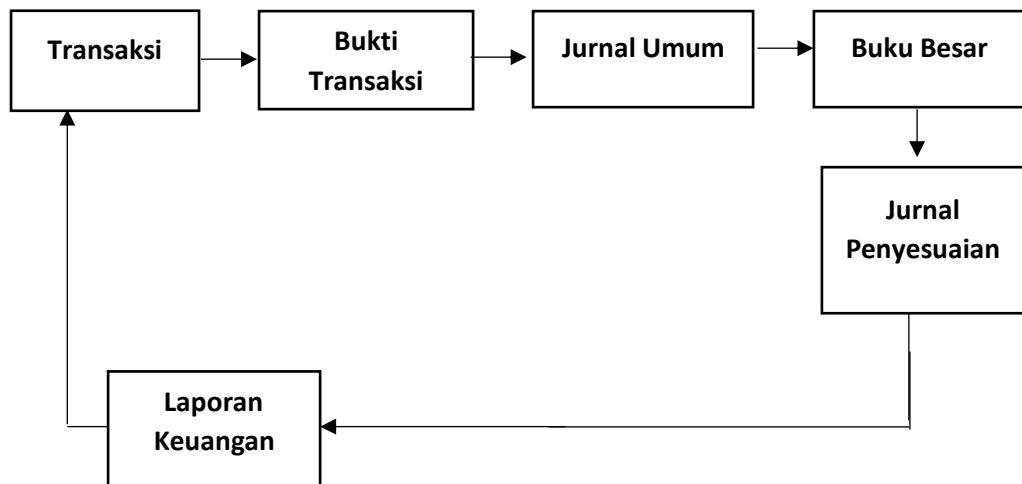 Transaksi
Bukti
Transaksi
Jurnal Umum
Buku Besar
Jurnal
Penyesuaian
Laporan
Keuangan